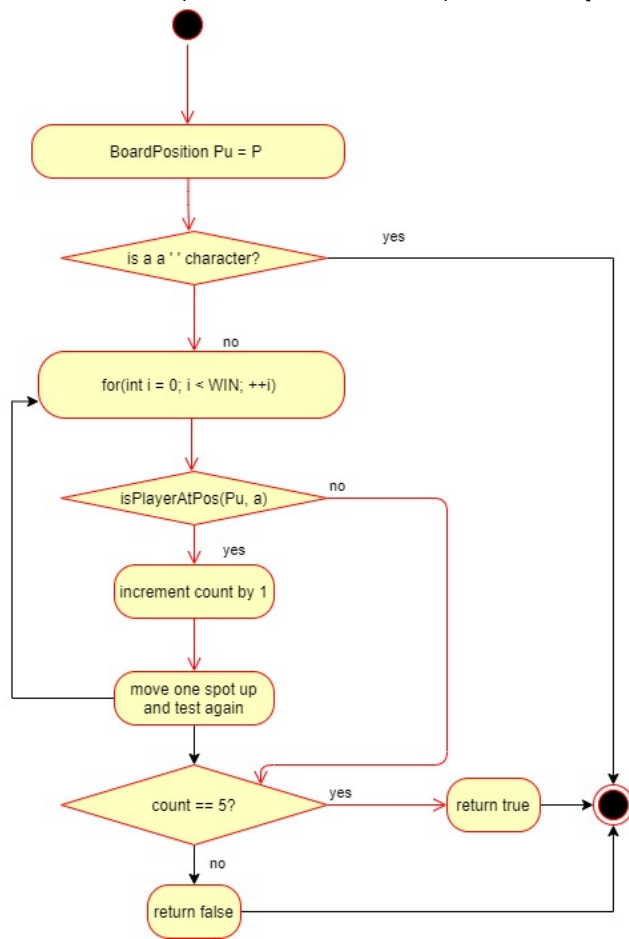 BoardPosition Pu = P
yes
is a a ' ' character?
no
for(int i = 0; i < WIN; ++i)
no
isPlayerAtPos(Pu, a)
yes
increment count by 1
move one spot up
and test again
yes
count == 5?
return true
no
return false